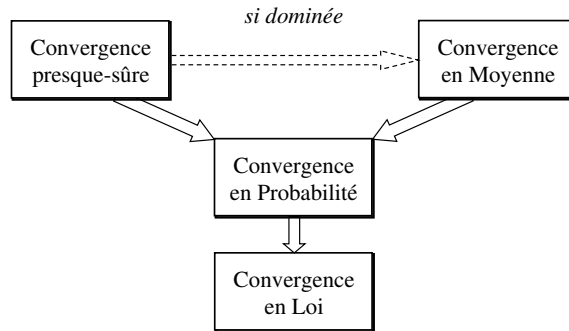 si dominée
Convergence
presque-sûre
Convergence
en Moyenne
Convergence
en Probabilité
Convergence
en Loi